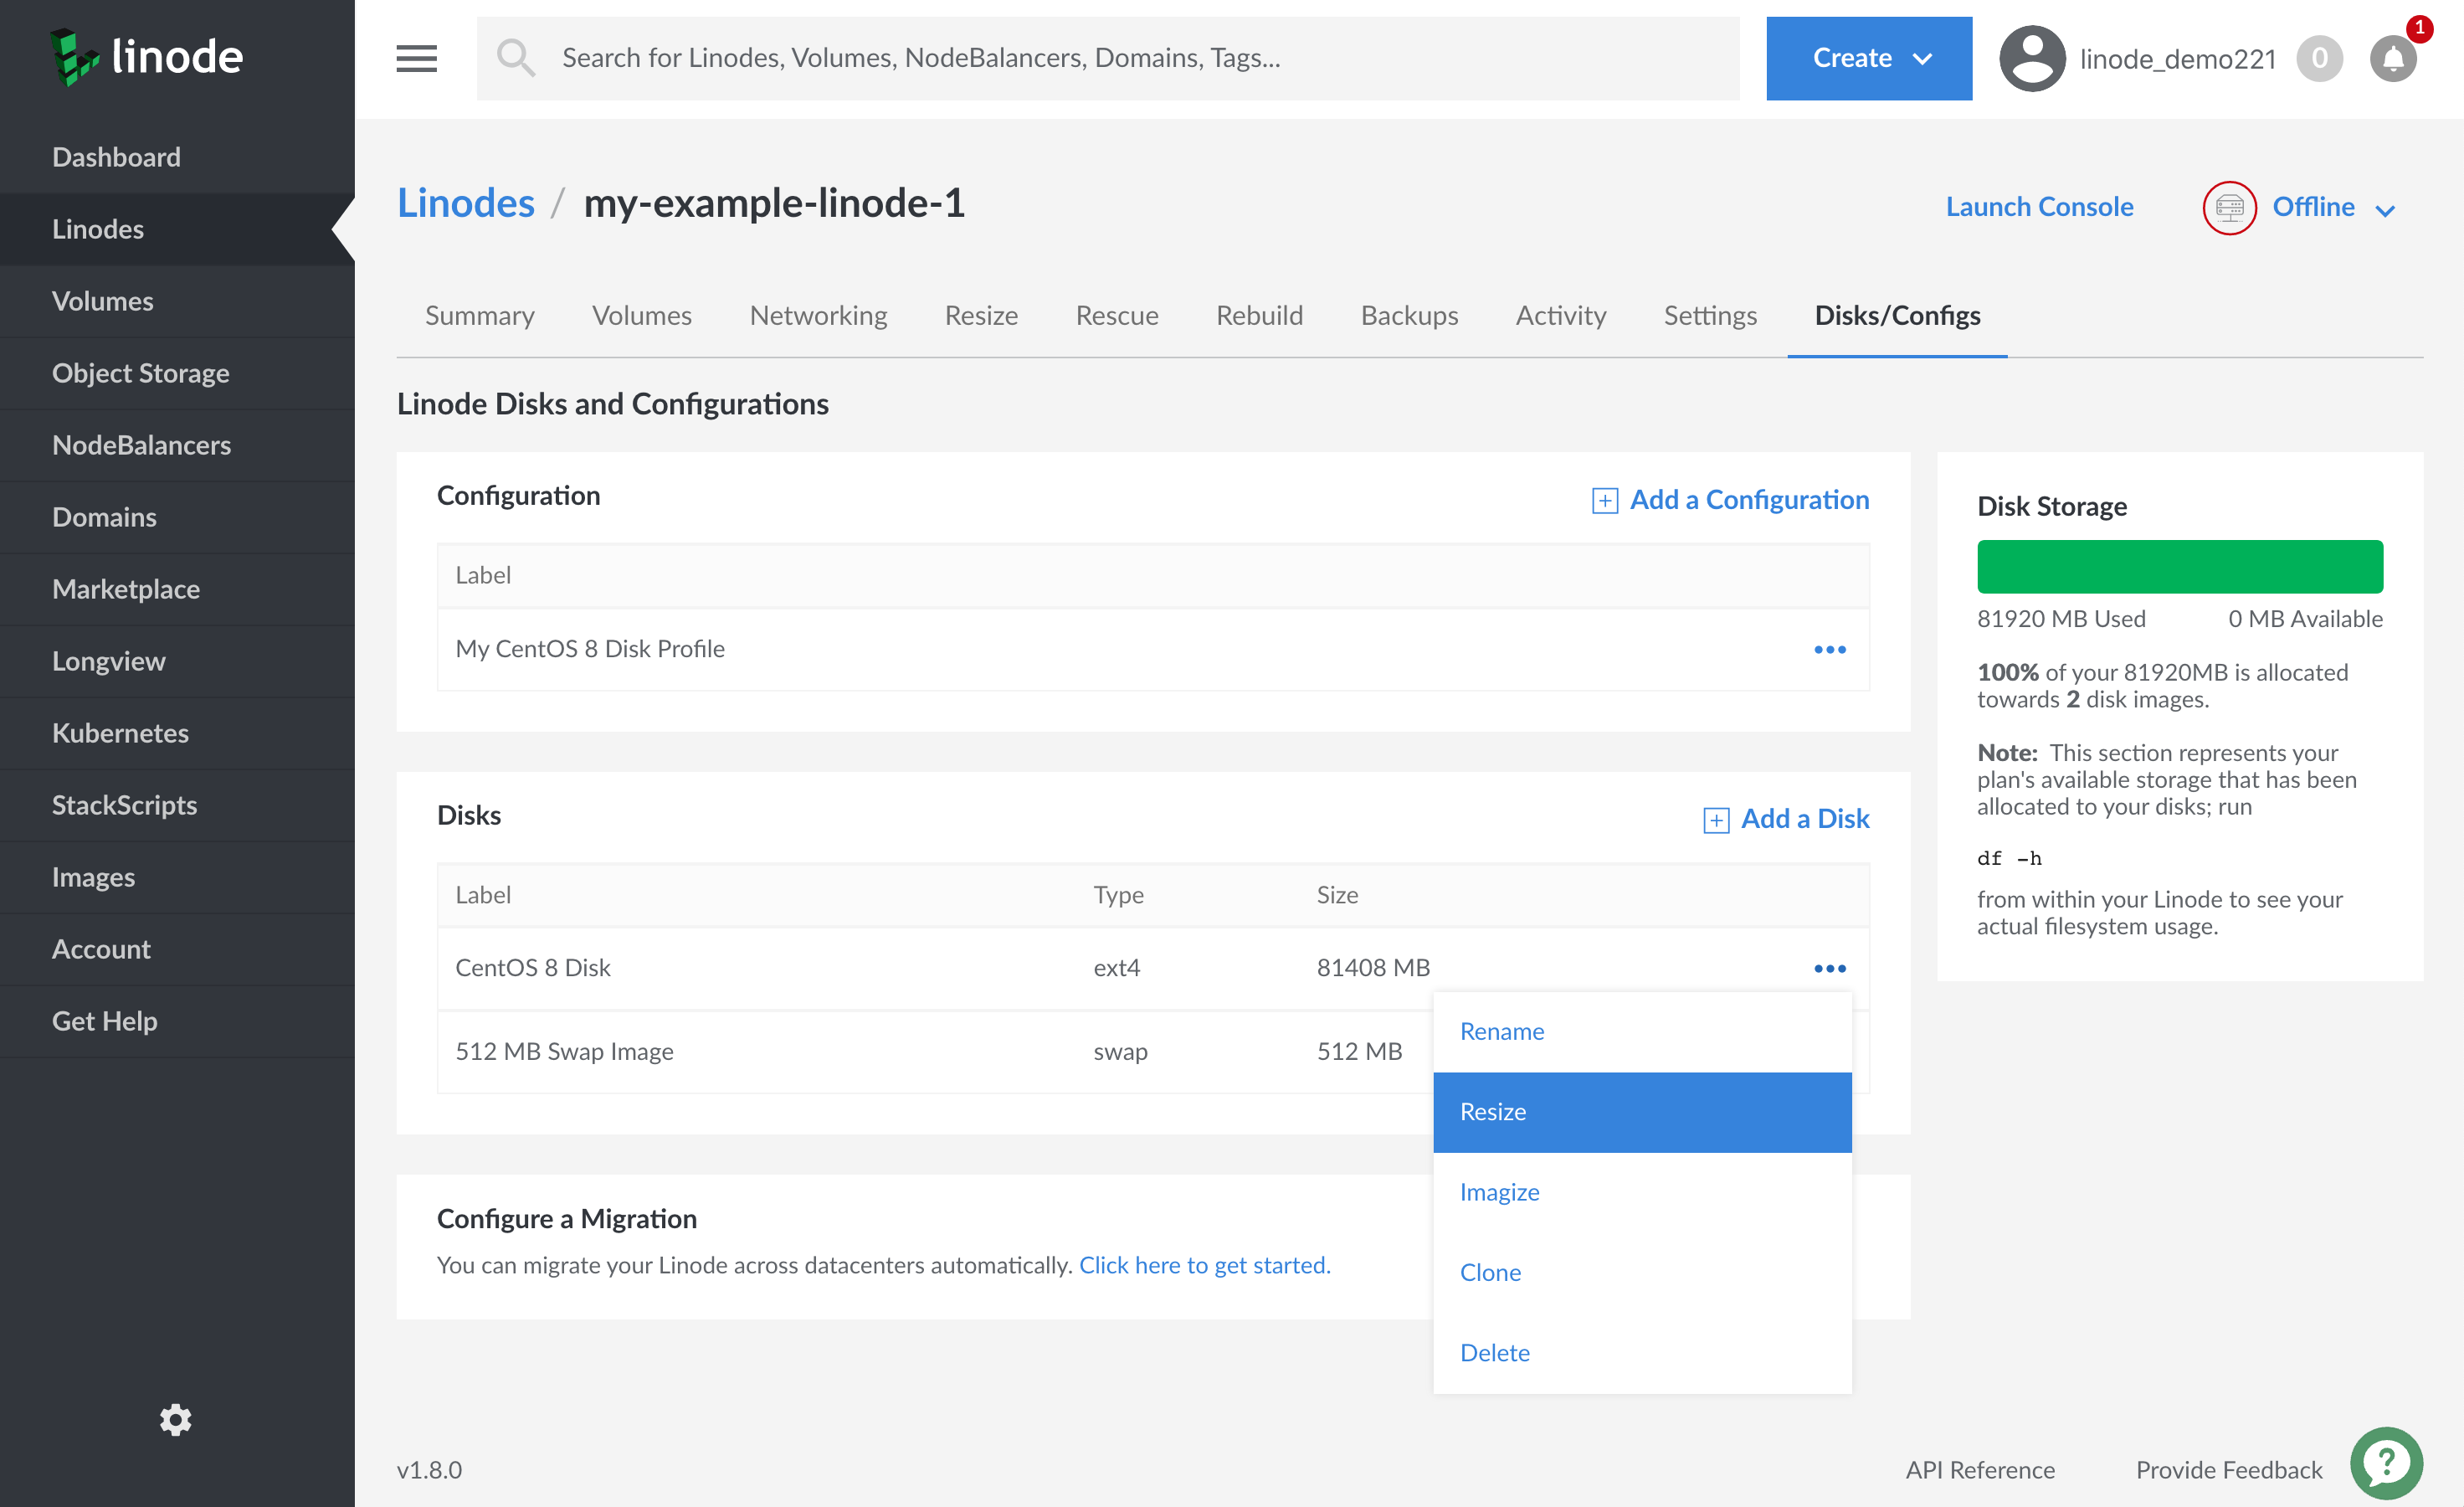 linode
Search for Linodes, Volumes, NodeBalancers, Domains, Tags...
Create
linode_demo221
0
1
Dashboard
Linodes
Volumes
Object Storage
NodeBalancers
Domains
Marketplace
Longview
Kubernetes
StackScripts
Images
Account
Get Help
Linodes / my-example-linode-1
Launch Console
Offline
Summary
Volumes
Networking
Resize
Rescue
Rebuild
Backups
Activity
Settings
Disks/Configs
Linode Disks and Configurations
Configuration
Add a Configuration
Label
My CentOS 8 Disk Profile
Disks
Add a Disk
Label Type Size
CentOS 8 Disk ext4 81408 MB
512 MB Swap Image swap 512 MB
Rename
Resize
Imagize
Clone
Delete
Configure a Migration
You can migrate your Linode across datacenters automatically. Click here to get started.
Disk Storage
81920 MB Used 0 MB Available
100% of your 81920MB is allocated
towards 2 disk images.
Note: This section represents your
plan's available storage that has been
allocated to your disks; run
df -h
from within your Linode to see your
actual filesystem usage.
v1.8.0
API Reference
Provide Feedback
?